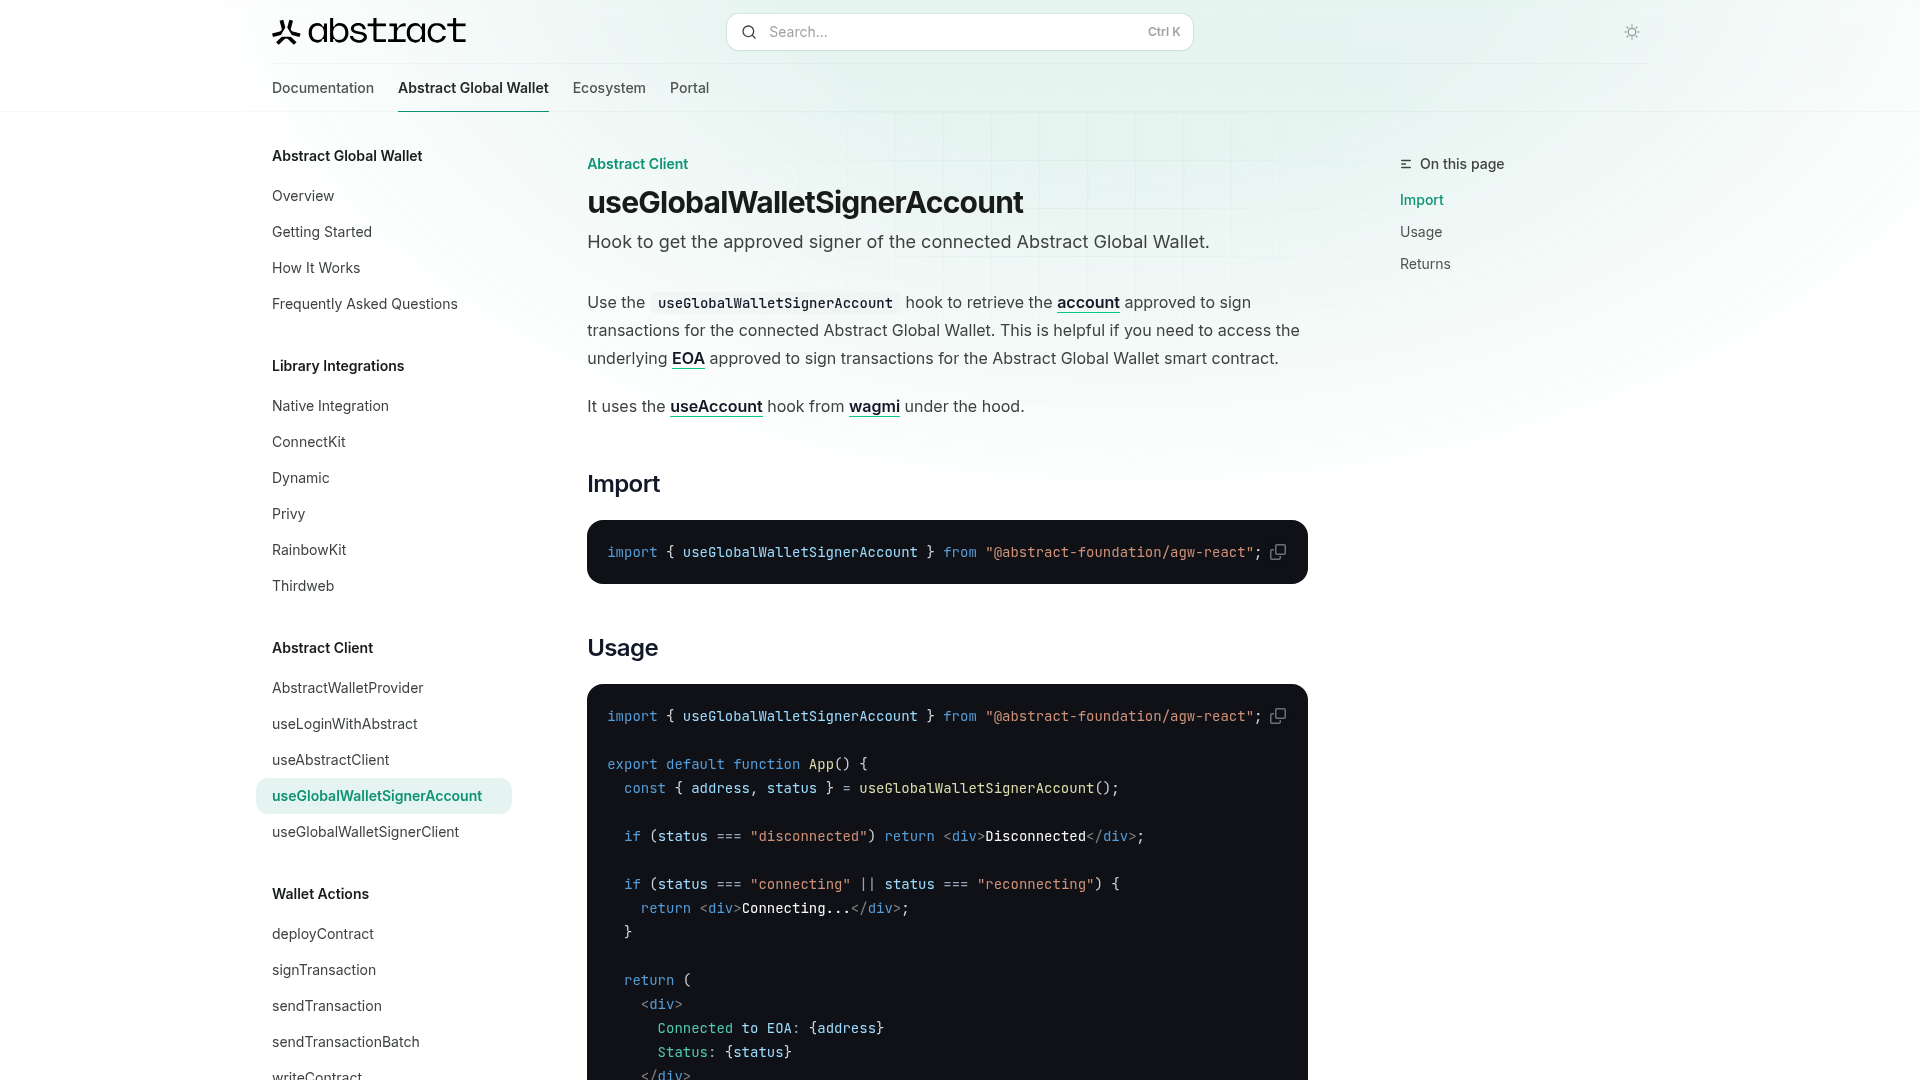 abstract
Search...
Ctrl K
Documentation
Abstract Global Wallet
Ecosystem
Portal
Abstract Global Wallet
Overview
Getting Started
How It Works
Frequently Asked Questions
Library Integrations
Native Integration
ConnectKit
Dynamic
Privy
RainbowKit
Thirdweb
Abstract Client
AbstractWalletProvider
useLoginWithAbstract
useAbstractClient
useGlobalWalletSignerAccount
useGlobalWalletSignerClient
Wallet Actions
deployContract
signTransaction
sendTransaction
sendTransactionBatch
writeContract
Abstract Client
useGlobalWalletSignerAccount
Hook to get the approved signer of the connected Abstract Global Wallet.
Use the useGlobalWalletSignerAccount hook to retrieve the account approved to sign
transactions for the connected Abstract Global Wallet. This is helpful if you need to access the
underlying EOA approved to sign transactions for the Abstract Global Wallet smart contract.
It uses the useAccount hook from wagmi under the hood.
Import
import { useGlobalWalletSignerAccount } from "@abstract-foundation/agw-react";
Usage
import { useGlobalWalletSignerAccount } from "@abstract-foundation/agw-react";
export default function App() {
  const { address, status } = useGlobalWalletSignerAccount();
  if (status === "disconnected") return <div>Disconnected</div>;
  if (status === "connecting" || status === "reconnecting") {
    return <div>Connecting...</div>;
  }
  return (
    <div>
      Connected to EOA: {address}
      Status: {status}
    </div>
On this page
Import
Usage
Returns